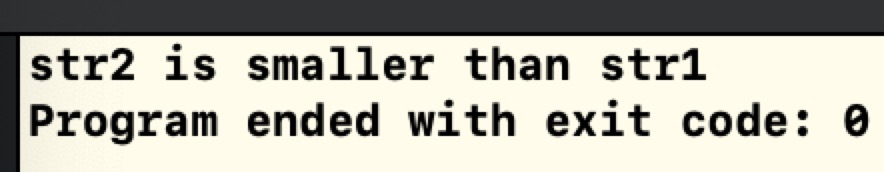 str2 is smaller than str1
Program ended with exit code: 0